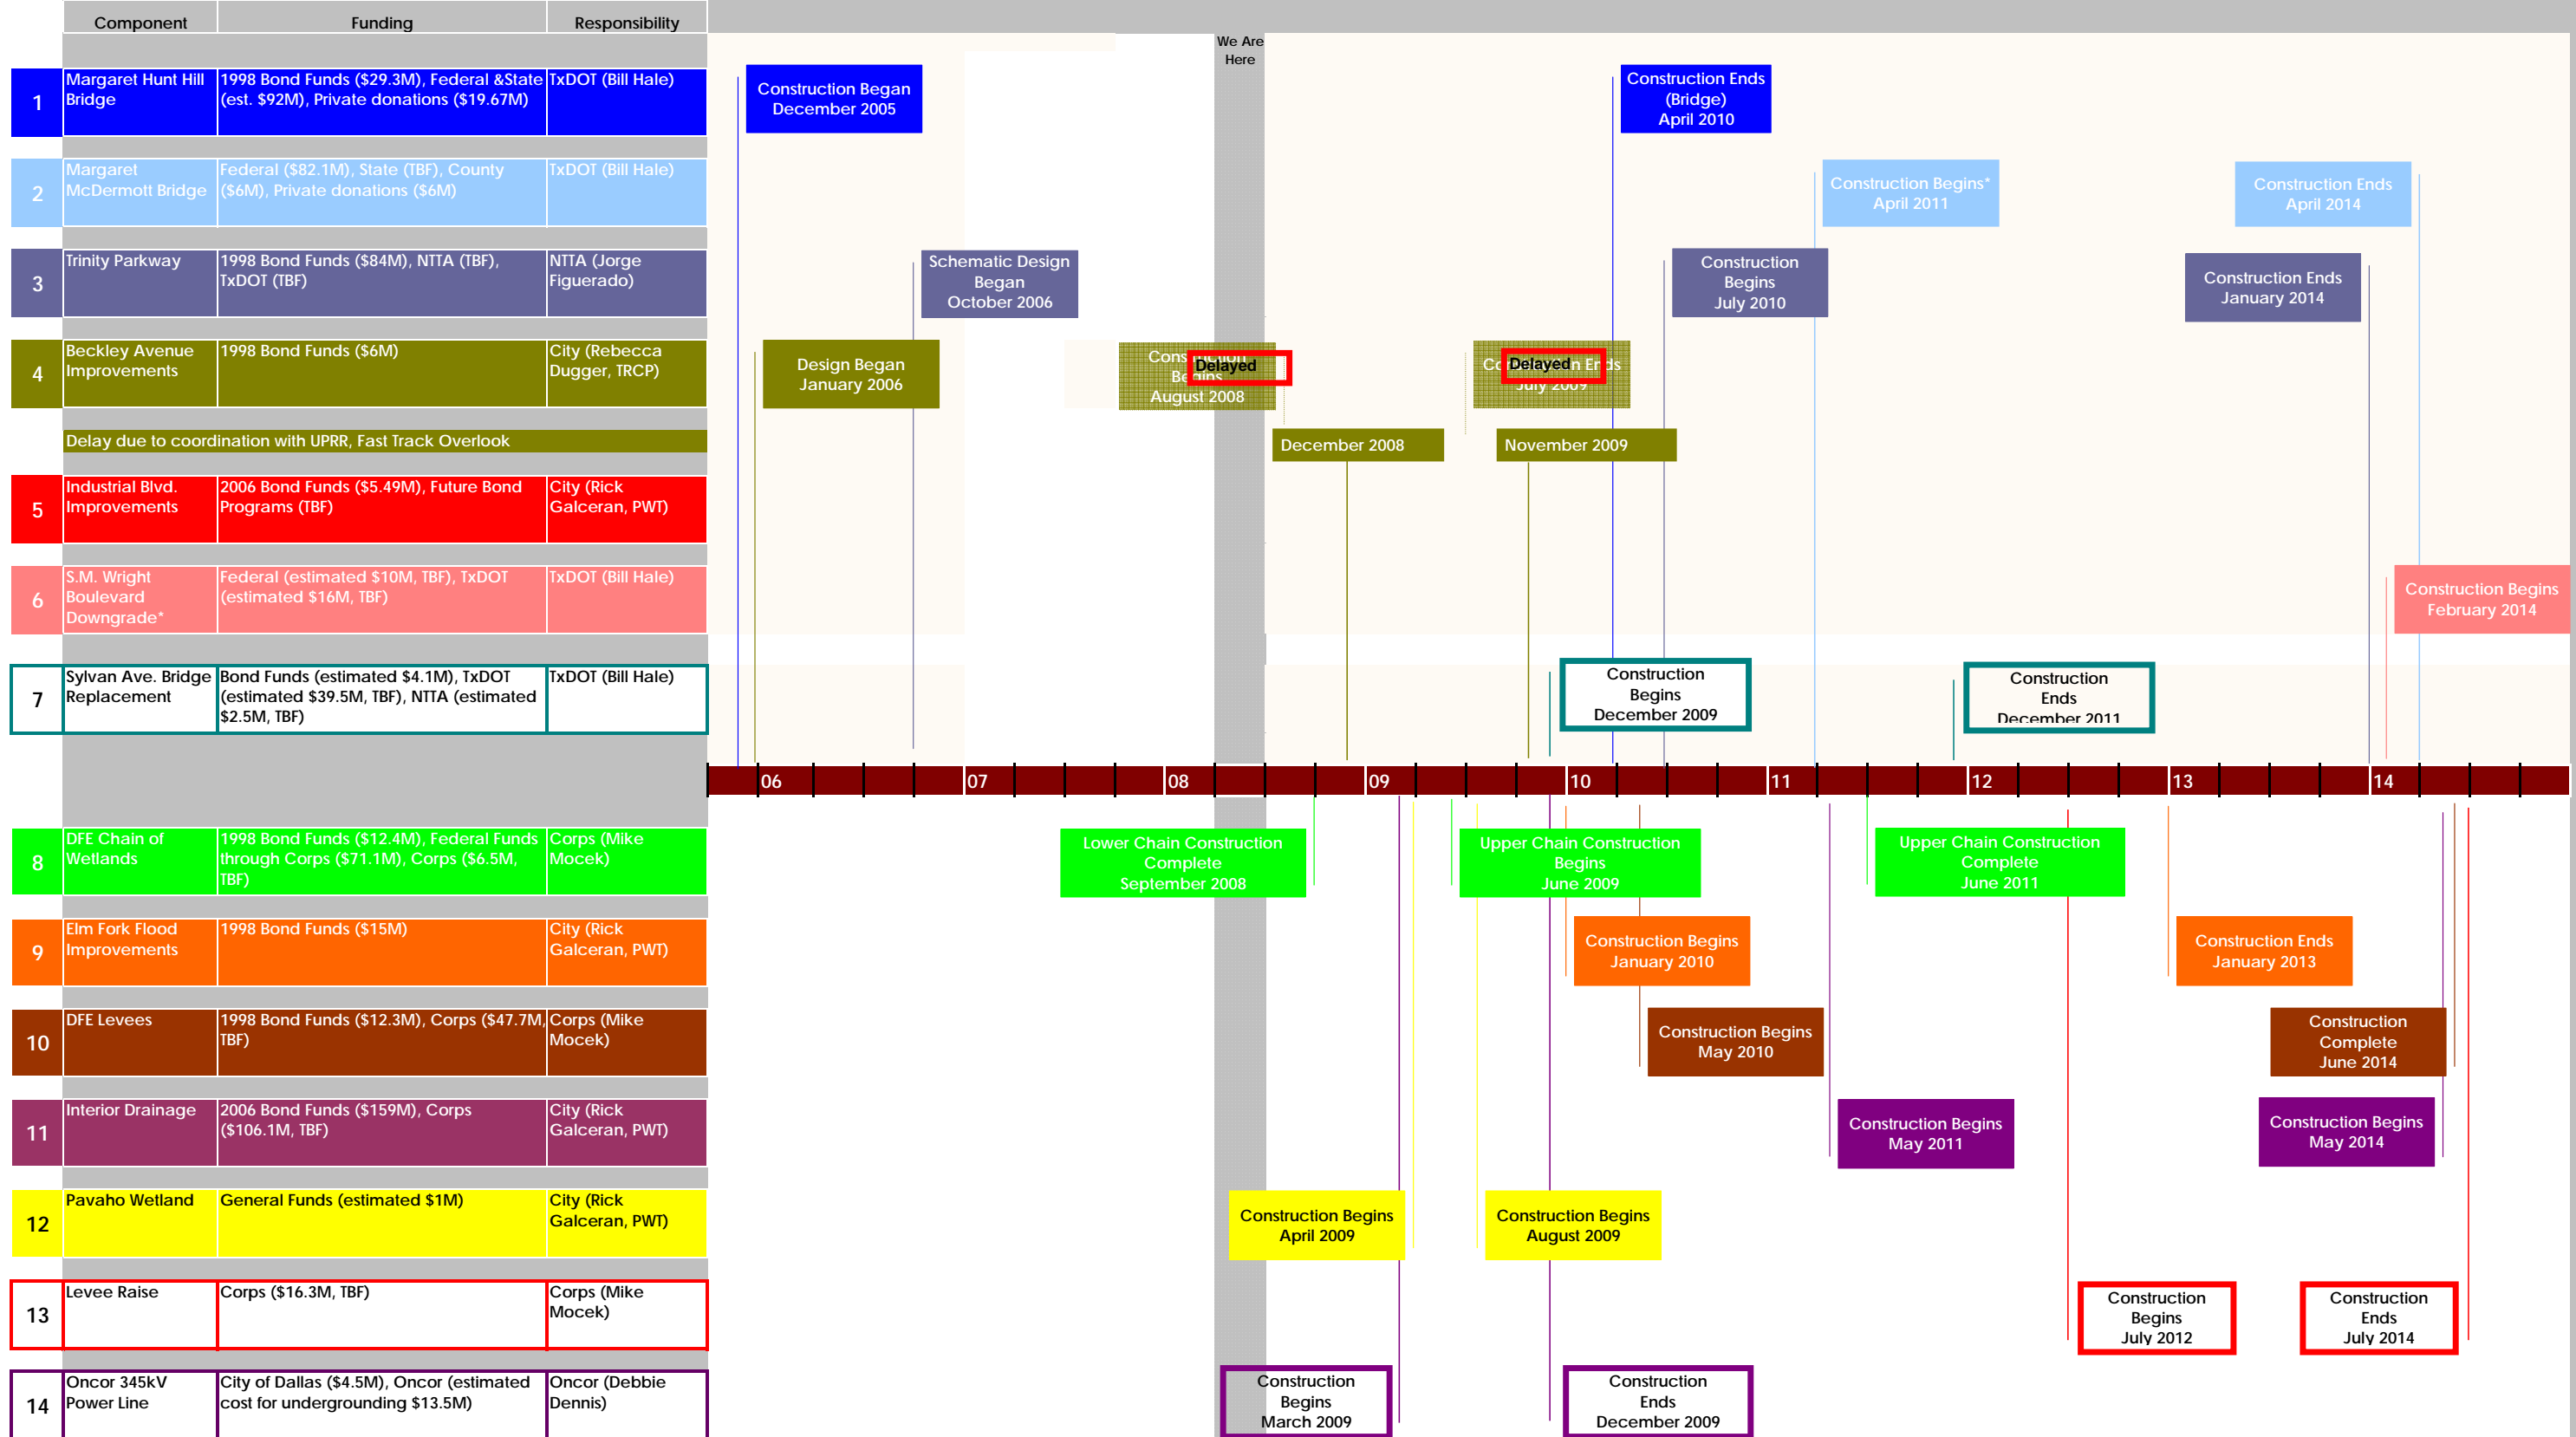 Component Funding Responsibility
We Are
Here
1
Margaret Hunt Hill
Bridge
1998 Bond Funds ($29.3M), Federal &State
(est. $92M), Private donations ($19.67M)
TxDOT (Bill Hale)
Construction Began
December 2005
Construction Ends
(Bridge)
April 2010
2
Margaret
McDermott Bridge
Federal ($82.1M), State (TBF), County
($6M), Private donations ($6M)
TxDOT (Bill Hale)
Construction Begins*
April 2011
Construction Ends
April 2014
3
Trinity Parkway
1998 Bond Funds ($84M), NTTA (TBF),
TxDOT (TBF)
NTTA (Jorge
Figuerado)
Schematic Design
Began
October 2006
Construction
Begins
July 2010
Construction Ends
January 2014
4
Beckley Avenue
Improvements
1998 Bond Funds ($6M)
City (Rebecca
Dugger, TRCP)
Design Began
January 2006
Construction
Begins
August 2008
Delayed
Construction Ends
July 2009
Delayed
Delay due to coordination with UPRR, Fast Track Overlook
December 2008
November 2009
5
Industrial Blvd.
Improvements
2006 Bond Funds ($5.49M), Future Bond
Programs (TBF)
City (Rick
Galceran, PWT)
6
S.M. Wright
Boulevard
Downgrade*
Federal (estimated $10M, TBF), TxDOT
(estimated $16M, TBF)
TxDOT (Bill Hale)
Construction Begins
February 2014
7
Sylvan Ave. Bridge
Replacement
Bond Funds (estimated $4.1M), TxDOT
(estimated $39.5M, TBF), NTTA (estimated
$2.5M, TBF)
TxDOT (Bill Hale)
Construction
Begins
December 2009
Construction
Ends
December 2011
06 07 08 09 10 11 12 13 14
8
DFE Chain of
Wetlands
1998 Bond Funds ($12.4M), Federal Funds
through Corps ($71.1M), Corps ($6.5M,
TBF)
Corps (Mike
Mocek)
Lower Chain Construction
Complete
September 2008
Upper Chain Construction
Begins
June 2009
Upper Chain Construction
Complete
June 2011
9
Elm Fork Flood
Improvements
1998 Bond Funds ($15M)
City (Rick
Galceran, PWT)
Construction Begins
January 2010
Construction Ends
January 2013
10
DFE Levees
1998 Bond Funds ($12.3M), Corps ($47.7M,
TBF)
Corps (Mike
Mocek)
Construction Begins
May 2010
Construction
Complete
June 2014
11
Interior Drainage
2006 Bond Funds ($159M), Corps
($106.1M, TBF)
City (Rick
Galceran, PWT)
Construction Begins
May 2011
Construction Begins
May 2014
12
Pavaho Wetland
General Funds (estimated $1M)
City (Rick
Galceran, PWT)
Construction Begins
April 2009
Construction Begins
August 2009
13
Levee Raise
Corps ($16.3M, TBF)
Corps (Mike
Mocek)
Construction
Begins
July 2012
Construction
Ends
July 2014
14
Oncor 345kV
Power Line
City of Dallas ($4.5M), Oncor (estimated
cost for undergrounding $13.5M)
Oncor (Debbie
Dennis)
Construction
Begins
March 2009
Construction
Ends
December 2009